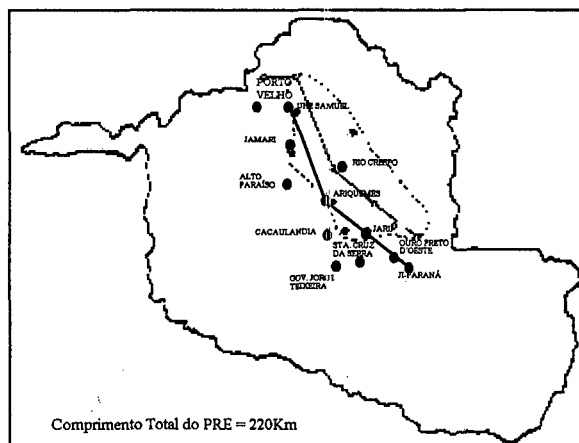 PORTO
VELHO
UHE SAMUEL
JAMARI
RIO CRESPO
ALTO
PARAÍSO
ARIQUEMES
CACAULANDIA
JARU
STA. CRUZ
DA SERRA
OURO PRETO
D'OESTE
GOV. JORGE
TEIXEIRA
JI-PARANÁ
Comprimento Total do PRE = 220Km